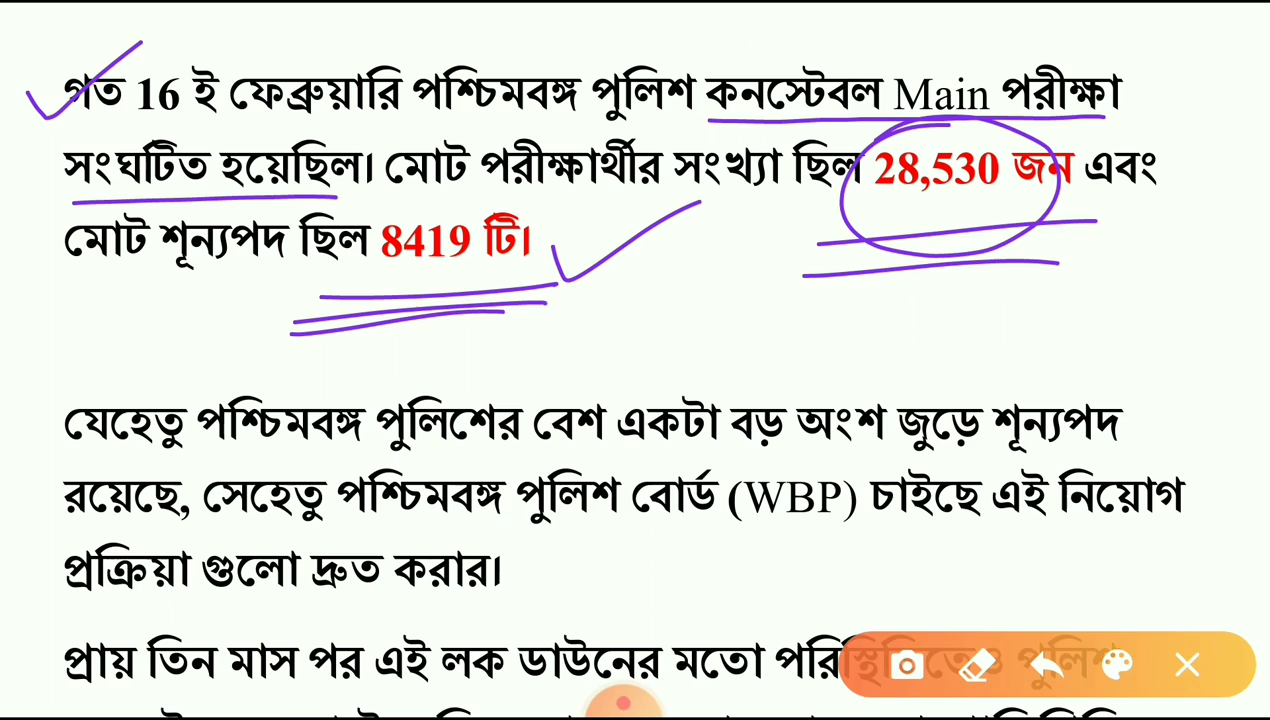 গত 16 ই ফেব্রুয়ারি পশ্চিমবঙ্গ পুলিশ কনস্টেবল Main পরীক্ষা
সংঘটিত হয়েছিল। মোট পরীক্ষার্থীর সংখ্যা ছিল 28,530 জন এবং
মোট শূন্যপদ ছিল 8419 টি।
যেহেতু পশ্চিমবঙ্গ পুলিশের বেশ একটা বড় অংশ জুড়ে শূন্যপদ
রয়েছে, সেহেতু পশ্চিমবঙ্গ পুলিশ বোর্ড (WBP) চাইছে এই নিয়োগ
প্রক্রিয়া গুলো দ্রুত করার।
প্রায় তিন মাস পর এই লক ডাউনের মতো পরিস্থিতিতেও পুলিশ